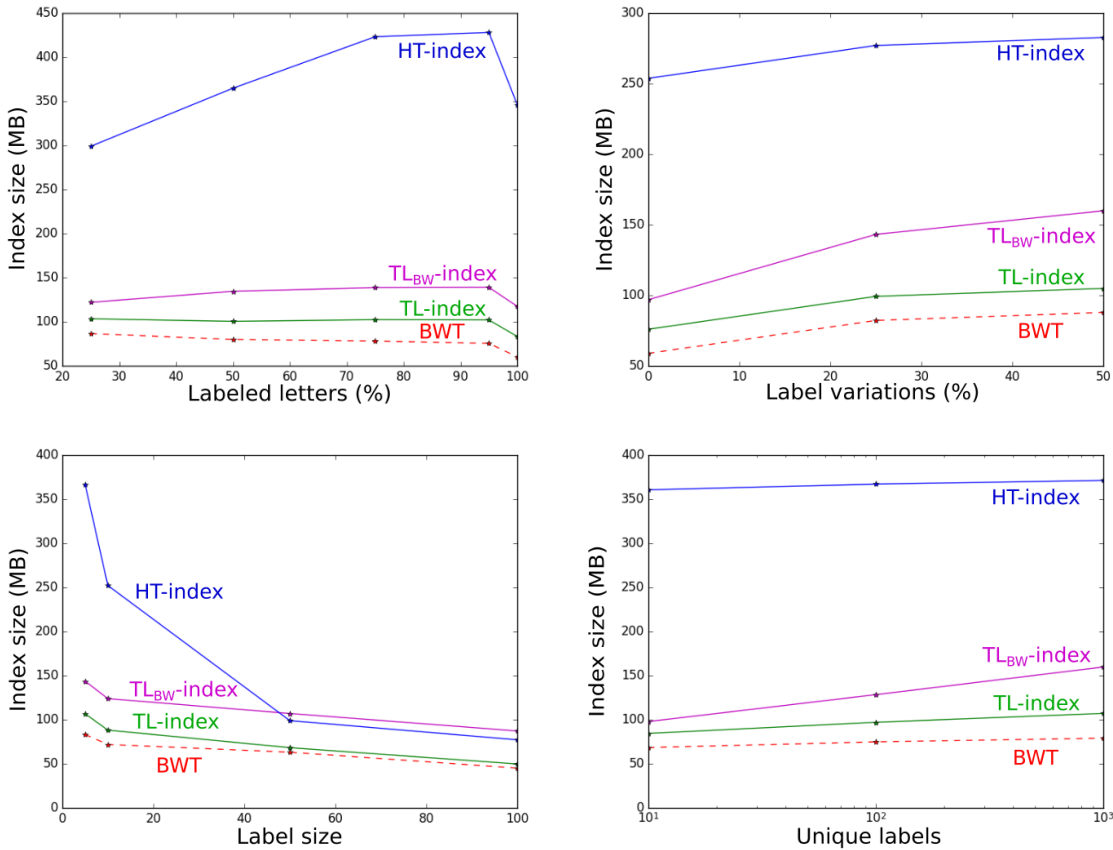 450
400
350
300
250
200
150
100
50
Index size (MB)
HT-index
TLBW-index
TL-index
BWT
20 30 40 50 60 70 80 90 100
Labeled letters (%)
300
250
200
150
100
50
Index size (MB)
HT-index
TLBW-index
TL-index
BWT
0 10 20 30 40 50
Label variations (%)
400
350
300
250
200
150
100
50
0
Index size (MB)
HT-index
TLBW-index
TL-index
BWT
0 20 40 60 80 100
Label size
400
350
300
250
200
150
100
50
0
Index size (MB)
HT-index
TLBW-index
TL-index
BWT
10¹ 10² 10³
Unique labels